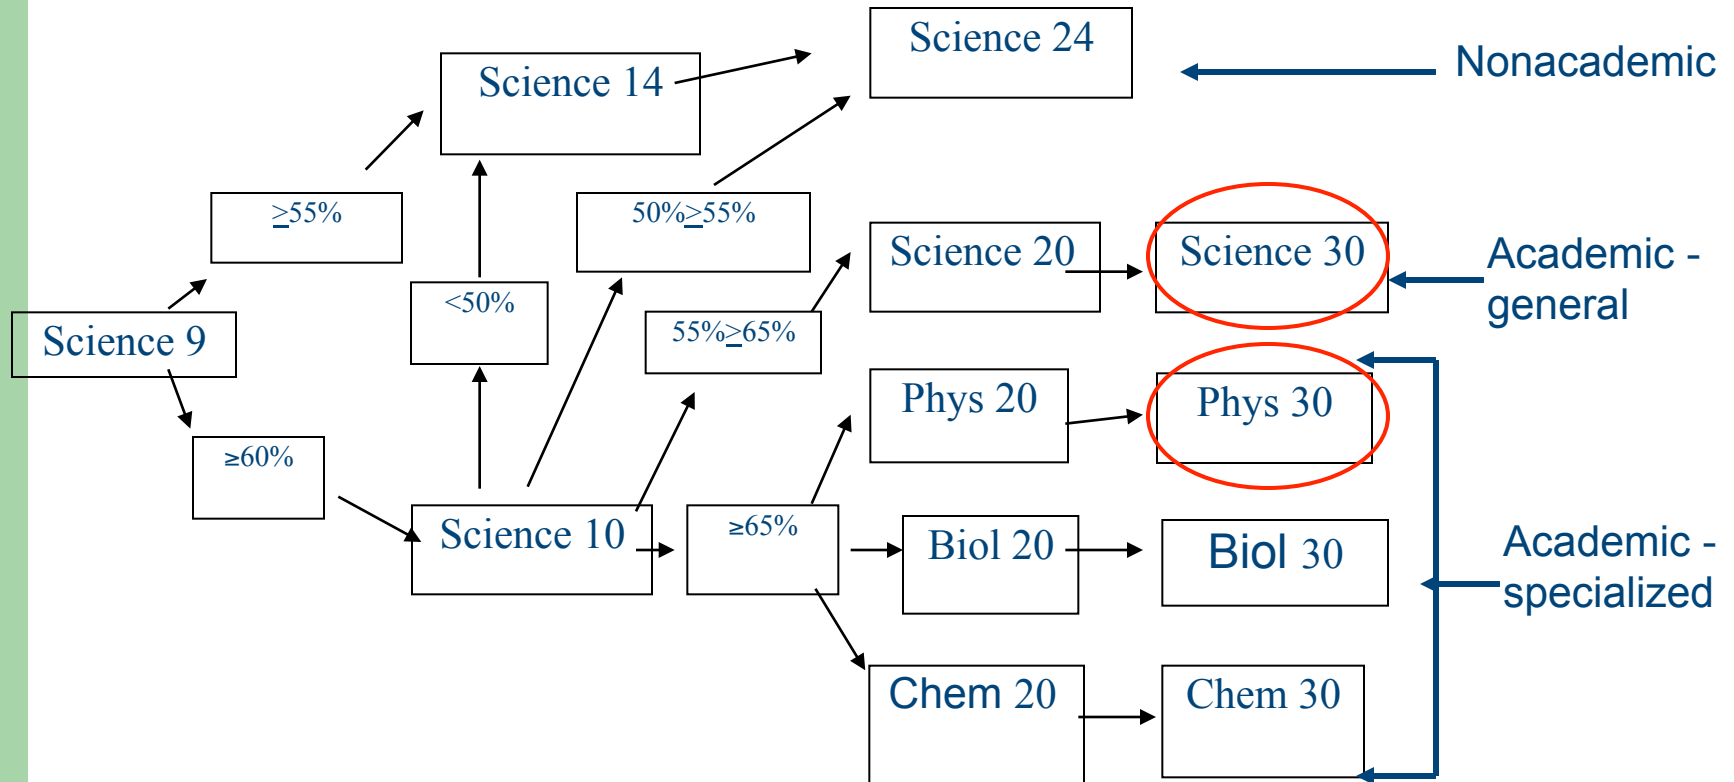 Science 24
Nonacademic
Science 14
≥55%
50%≥55%
Science 20
Science 30
Academic -
general
<50%
Science 9
55%≥65%
Phys 20
Phys 30
≥60%
Science 10
≥65%
Biol 20
Biol 30
Academic -
specialized
Chem 20
Chem 30